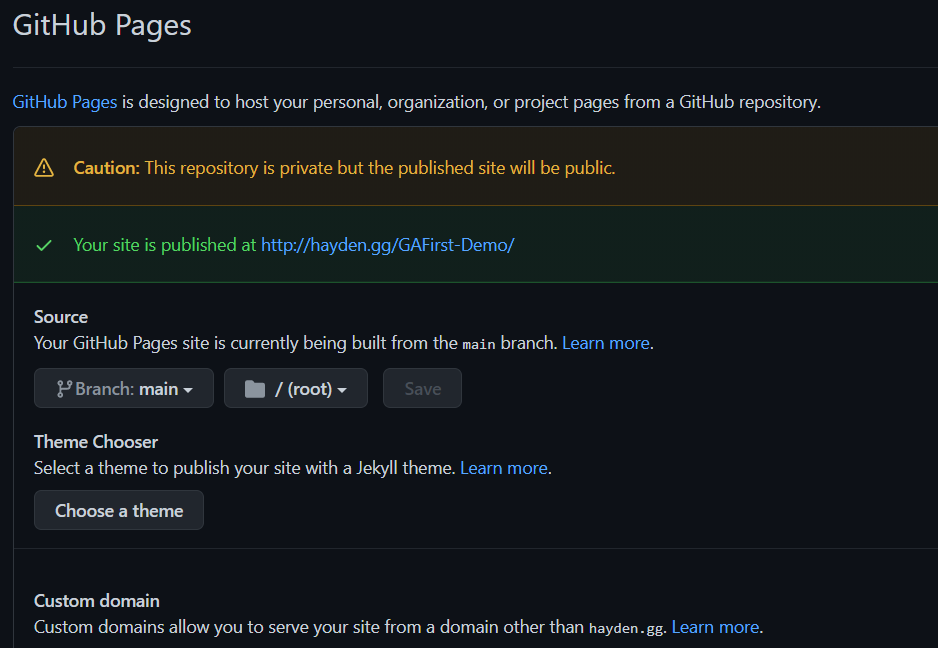 GitHub Pages
GitHub Pages is designed to host your personal, organization, or project pages from a GitHub repository.
Caution: This repository is private but the published site will be public.
Your site is published at http://hayden.gg/GAFirst-Demo/
Source
Your GitHub Pages site is currently being built from the main branch. Learn more.
Branch: main
/ (root)
Save
Theme Chooser
Select a theme to publish your site with a Jekyll theme. Learn more.
Choose a theme
Custom domain
Custom domains allow you to serve your site from a domain other than hayden.gg. Learn more.